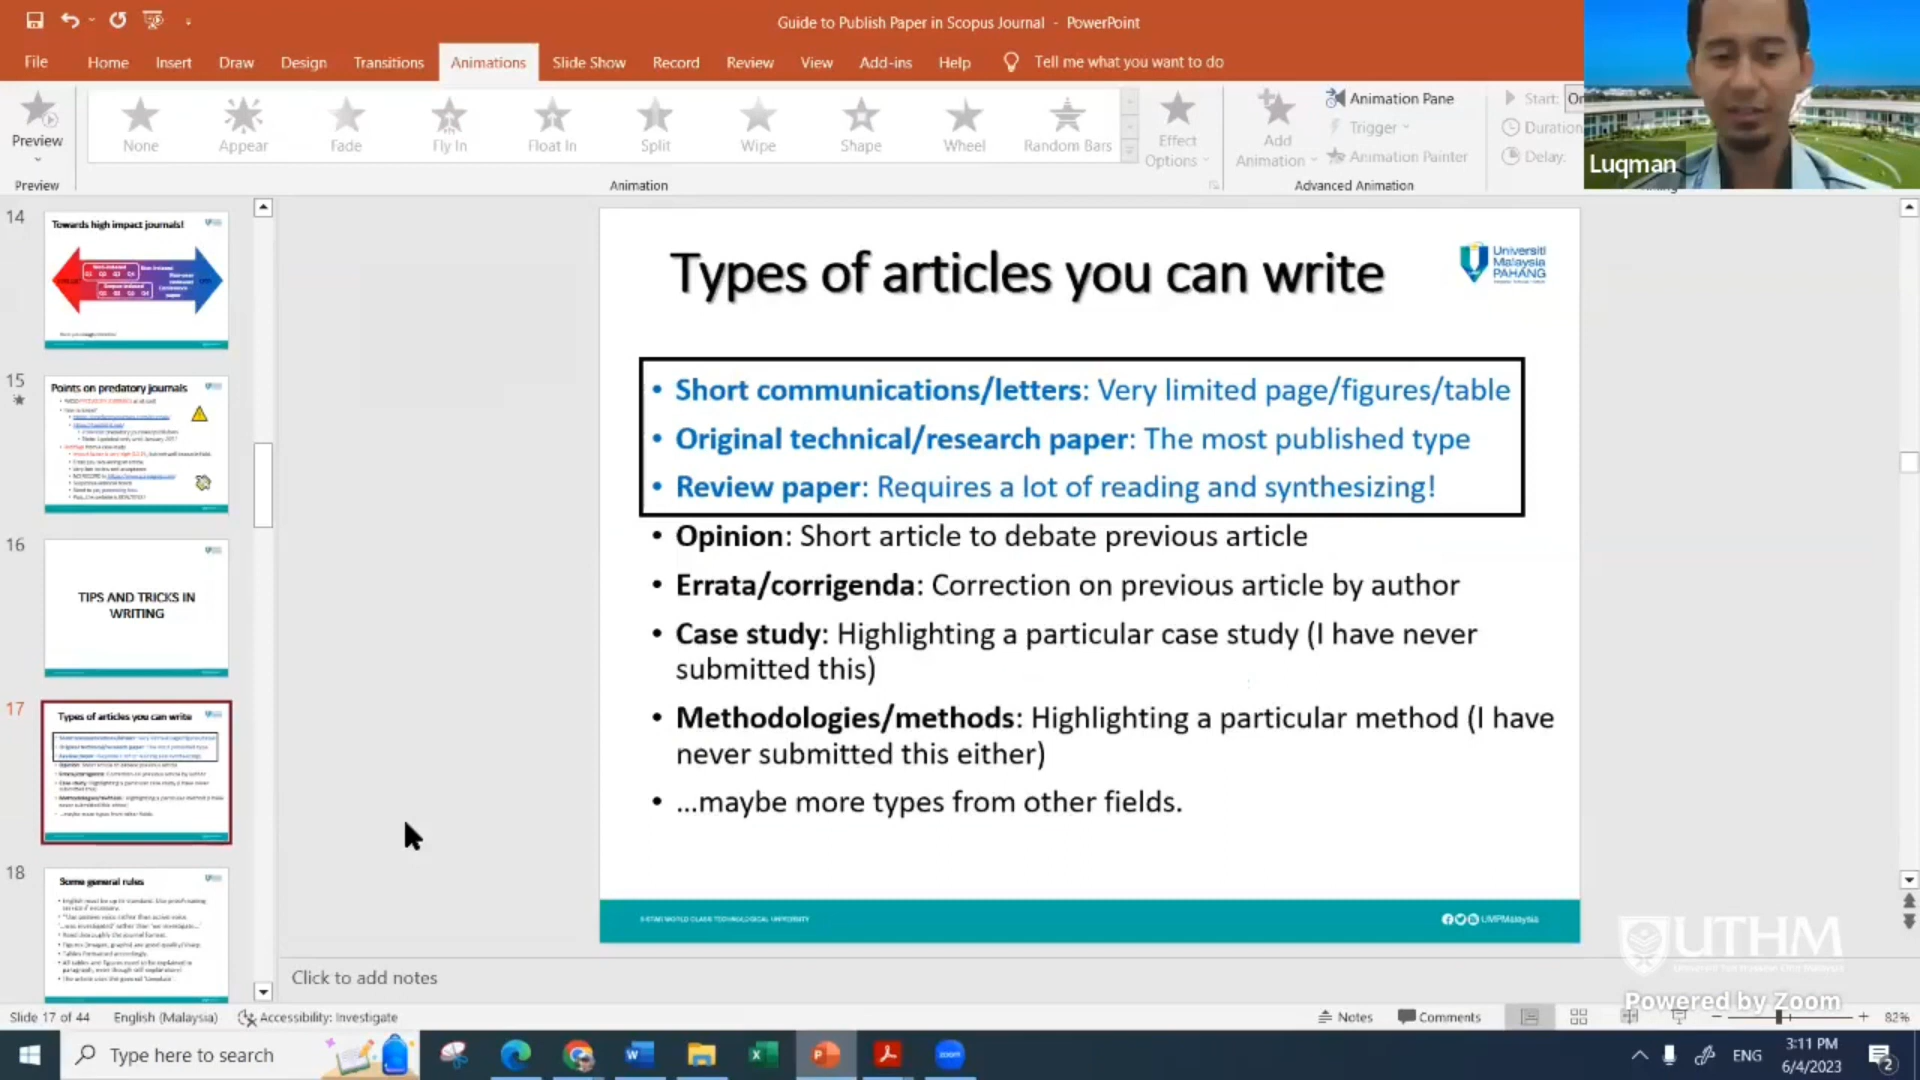 Guide to Publish Paper in Scopus Journal - PowerPoint
File Home Insert Draw Design Transitions Animations Slide Show Record Review View Add-ins Help Tell me what you want to do
Preview
None Appear Fade Fly In Float In Split Wipe Shape Wheel Random Bars
Effect Options
Add Animation
Animation Pane
Trigger
Animation Painter
Start: On
Duration
Delay:
Preview Animation Advanced Animation
Luqman
14
Towards high impact journals!
15
Points on predatory journals
16
TIPS AND TRICKS IN
WRITING
17
Types of articles you can write
18
Some general rules
Types of articles you can write
Universiti
Malaysia
PAHANG
• Short communications/letters: Very limited page/figures/table
• Original technical/research paper: The most published type
• Review paper: Requires a lot of reading and synthesizing!
• Opinion: Short article to debate previous article
• Errata/corrigenda: Correction on previous article by author
• Case study: Highlighting a particular case study (I have never
submitted this)
• Methodologies/methods: Highlighting a particular method (I have
never submitted this either)
• ...maybe more types from other fields.
5-STAR WORLD CLASS TECHNOLOGICAL UNIVERSITY
UMPMalaysia
UTHM
Powered by Zoom
Click to add notes
Slide 17 of 44 English (Malaysia) Accessibility: Investigate
Notes Comments
82%
Type here to search
zoom
ENG
3:11 PM
6/4/2023
2